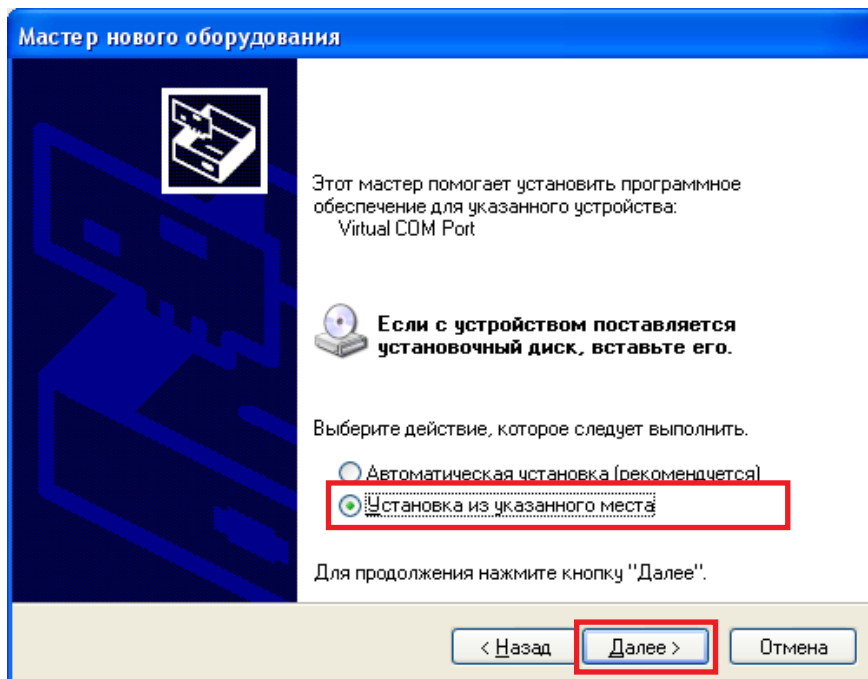 Мастер нового оборудования
Этот мастер помогает установить программное
обеспечение для указанного устройства:
Virtual COM Port
Если с устройством поставляется
установочный диск, вставьте его.
Выберите действие, которое следует выполнить.
Автоматическая установка (рекомендуется)
Установка из указанного места
Для продолжения нажмите кнопку "Далее".
< Назад
Далее >
Отмена